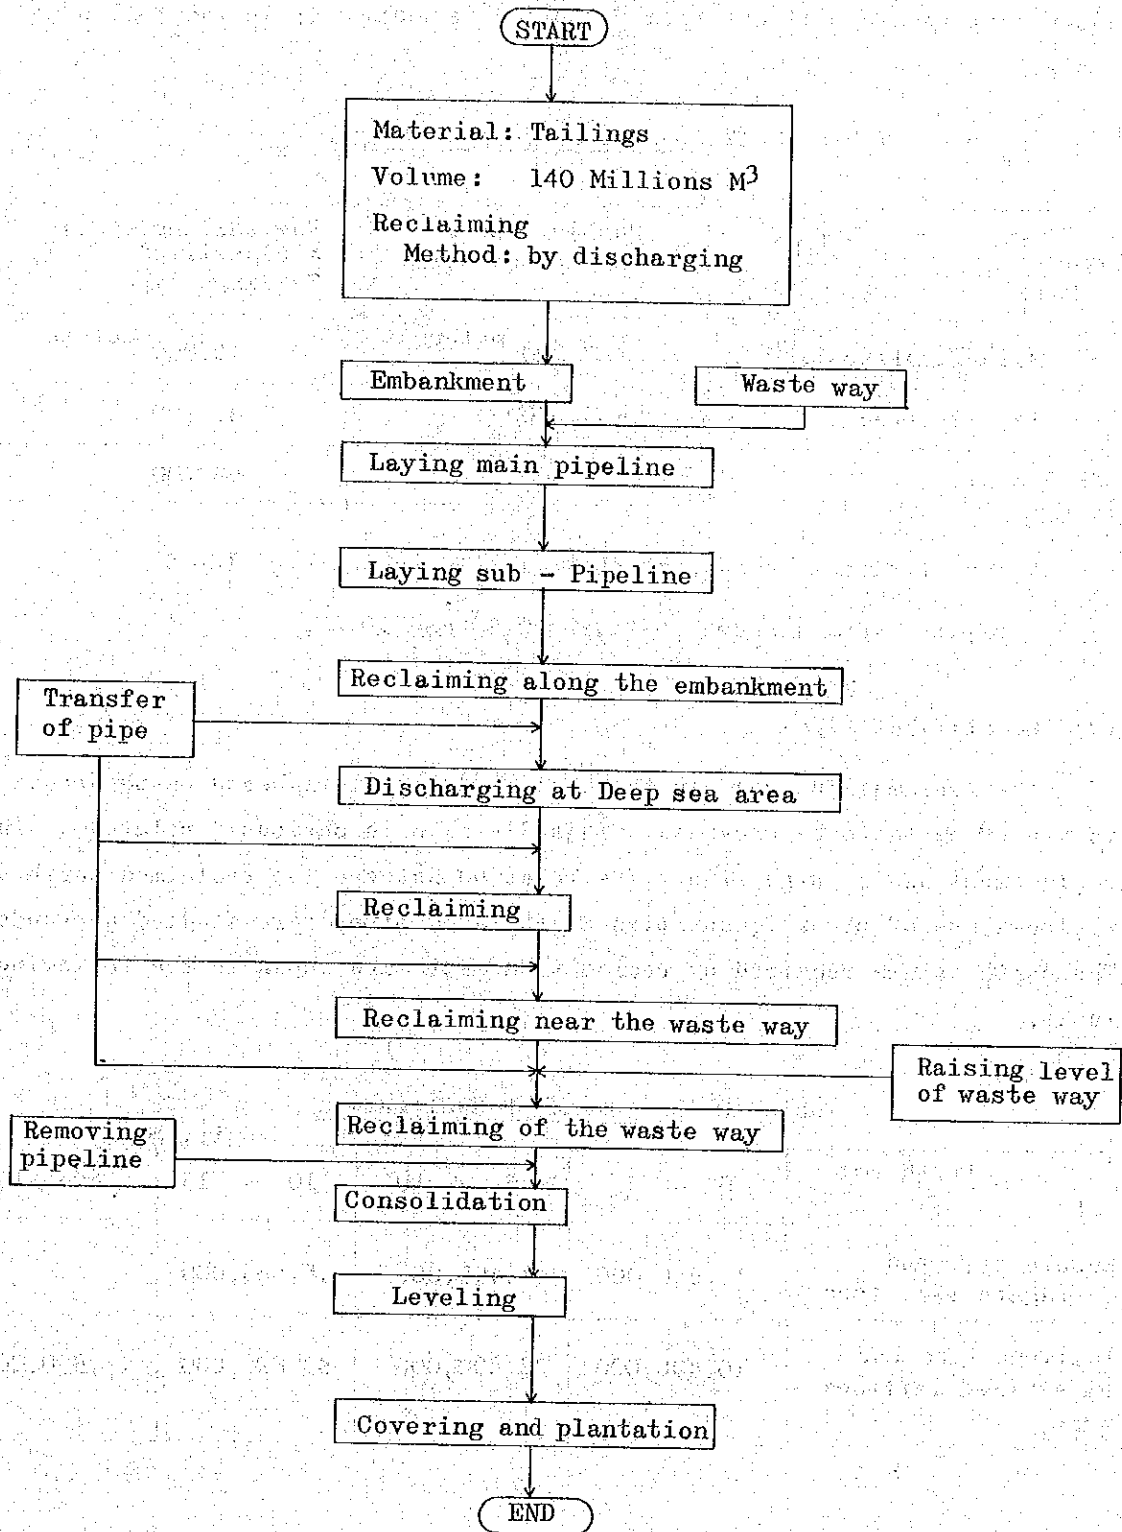 START
Material: Tailings
Volume: 140 Millions M³
Reclaiming
Method: by discharging
Embankment
Waste way
Laying main pipeline
Laying sub - Pipeline
Reclaiming along the embankment
Transfer
of pipe
Discharging at Deep sea area
Reclaiming
Reclaiming near the waste way
Raising level
of waste way
Reclaiming of the waste way
Removing
pipeline
Consolidation
Leveling
Covering and plantation
END